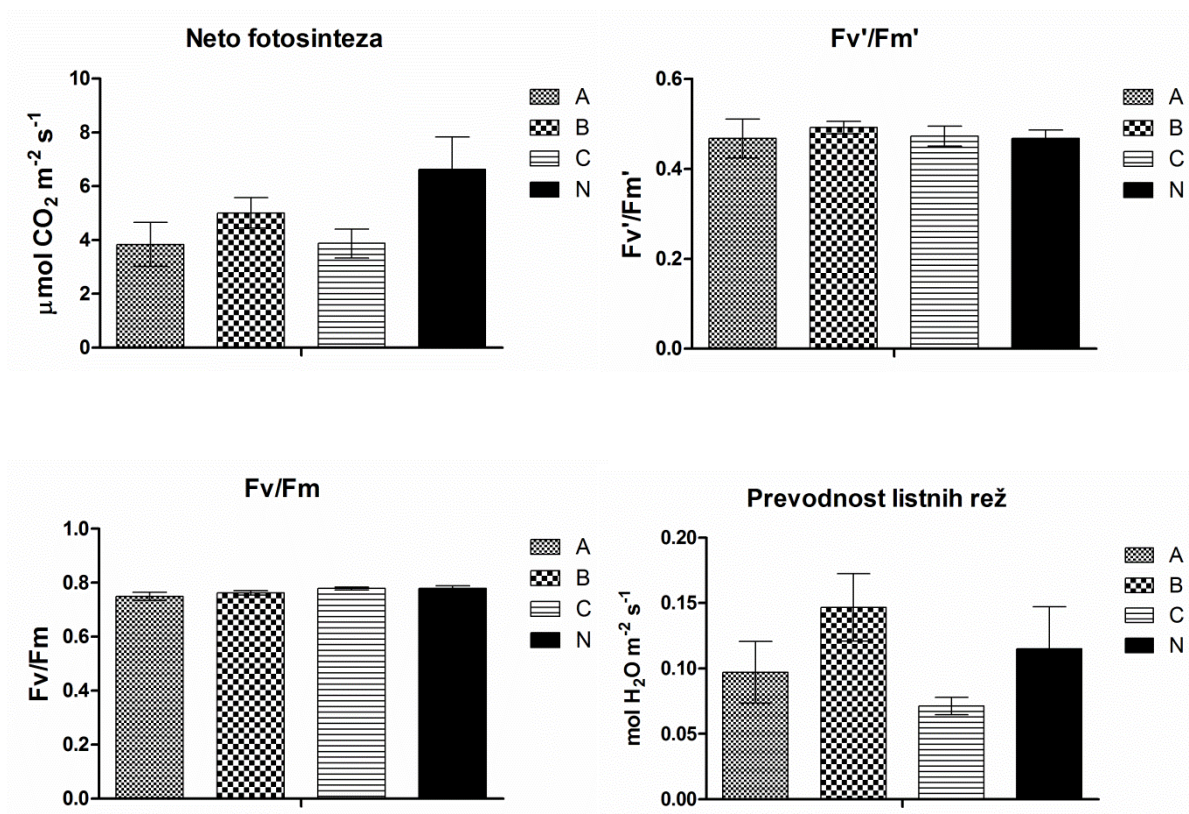 Neto fotosinteza
10
8
6
4
2
0
μmol CO₂ m⁻² s⁻¹
A
B
C
N
Fv'/Fm'
0.6
0.4
0.2
0.0
Fv'/Fm'
A
B
C
N
Fv/Fm
1.0
0.8
0.6
0.4
0.2
0.0
Fv/Fm
A
B
C
N
Prevodnost listnih rež
0.20
0.15
0.10
0.05
0.00
mol H₂O m⁻² s⁻¹
A
B
C
N